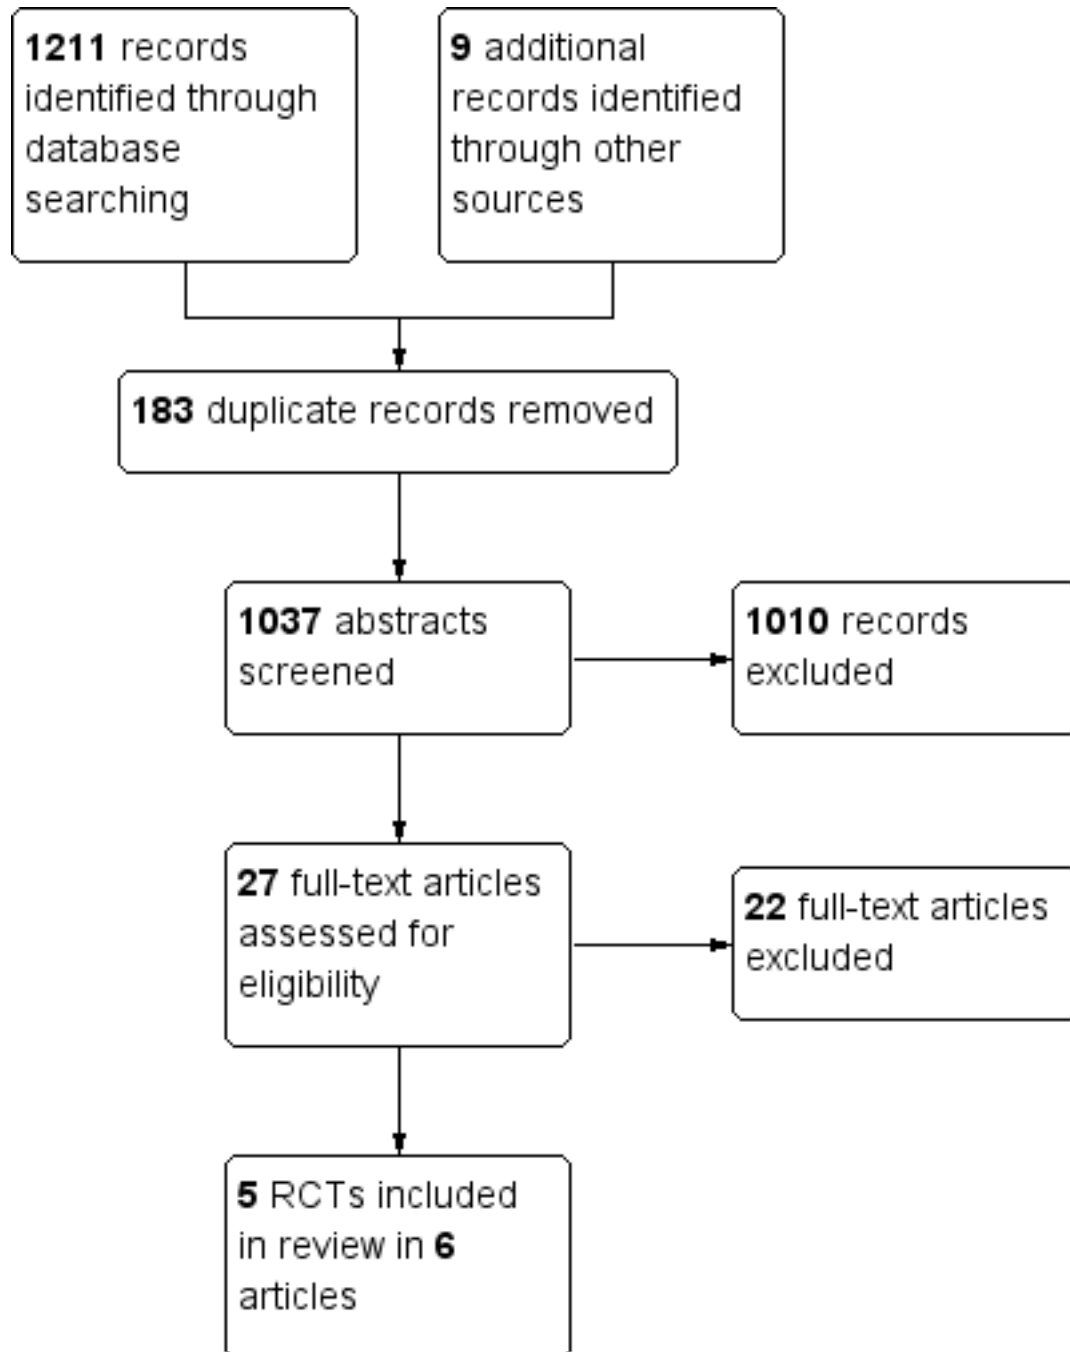 1211 records
identified through
database
searching
9 additional
records identified
through other
sources
183 duplicate records removed
1037 abstracts
screened
1010 records
excluded
27 full-text articles
assessed for
eligibility
22 full-text articles
excluded
5 RCTs included
in review in 6
articles